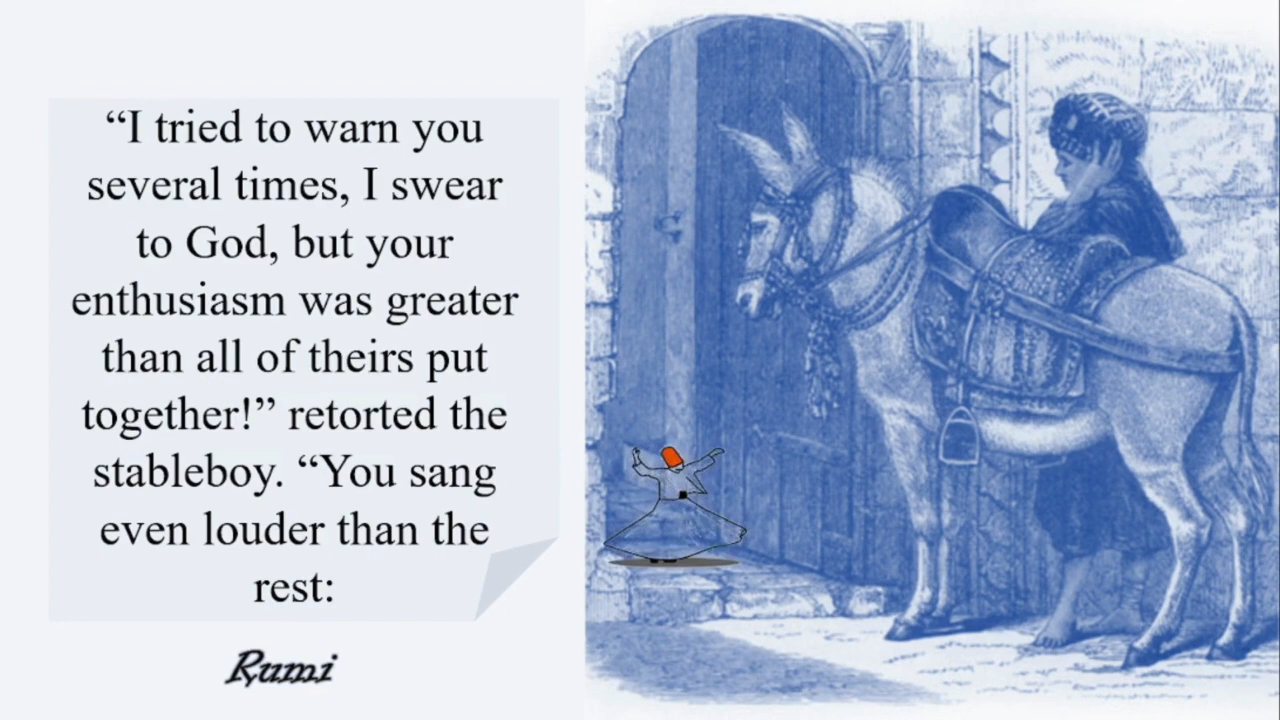 “I tried to warn you
several times, I swear
to God, but your
enthusiasm was greater
than all of theirs put
together!” retorted the
stableboy. “You sang
even louder than the
rest:
Rumi